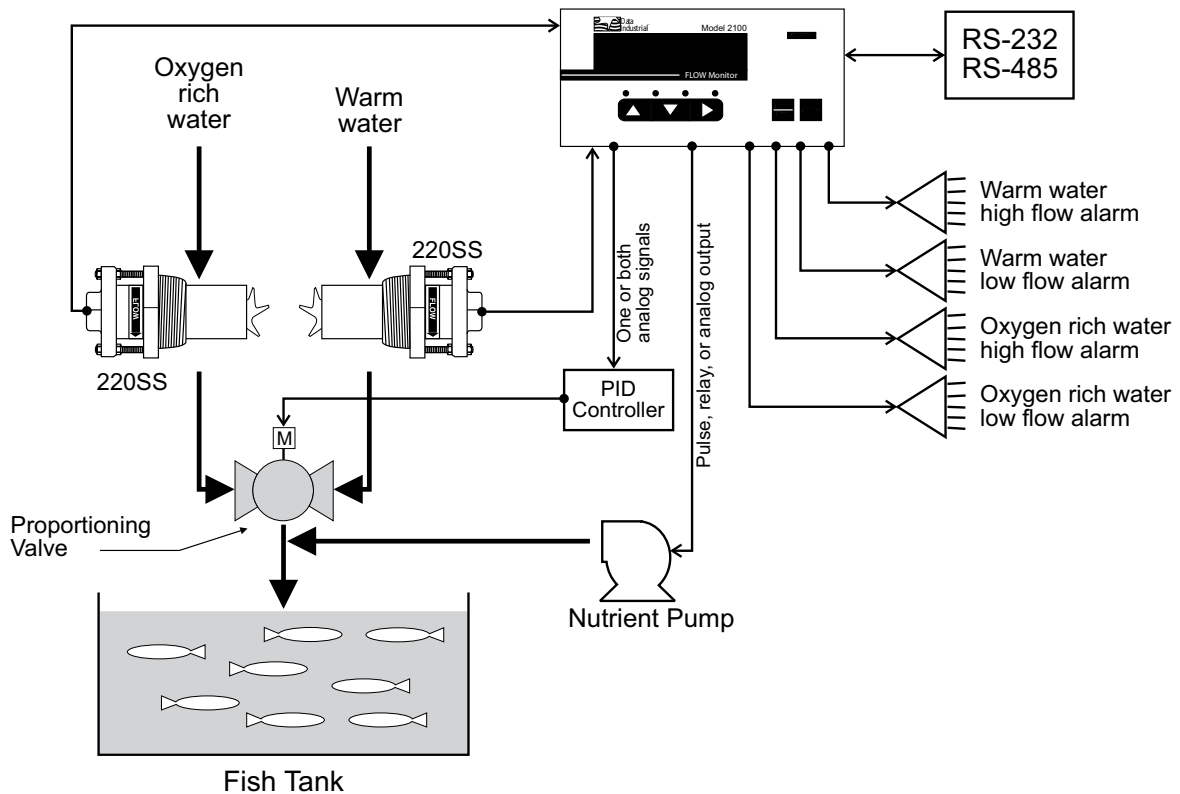 Data
Industrial
Model 2100
FLOW Monitor
RS-232
RS-485
Oxygen
rich
water
Warm
water
220SS
FLOW
FLOW
220SS
One or both
analog signals
Pulse, relay, or analog output
Warm water
high flow alarm
Warm water
low flow alarm
Oxygen rich water
high flow alarm
Oxygen rich water
low flow alarm
PID
Controller
M
Proportioning
Valve
Nutrient Pump
Fish Tank